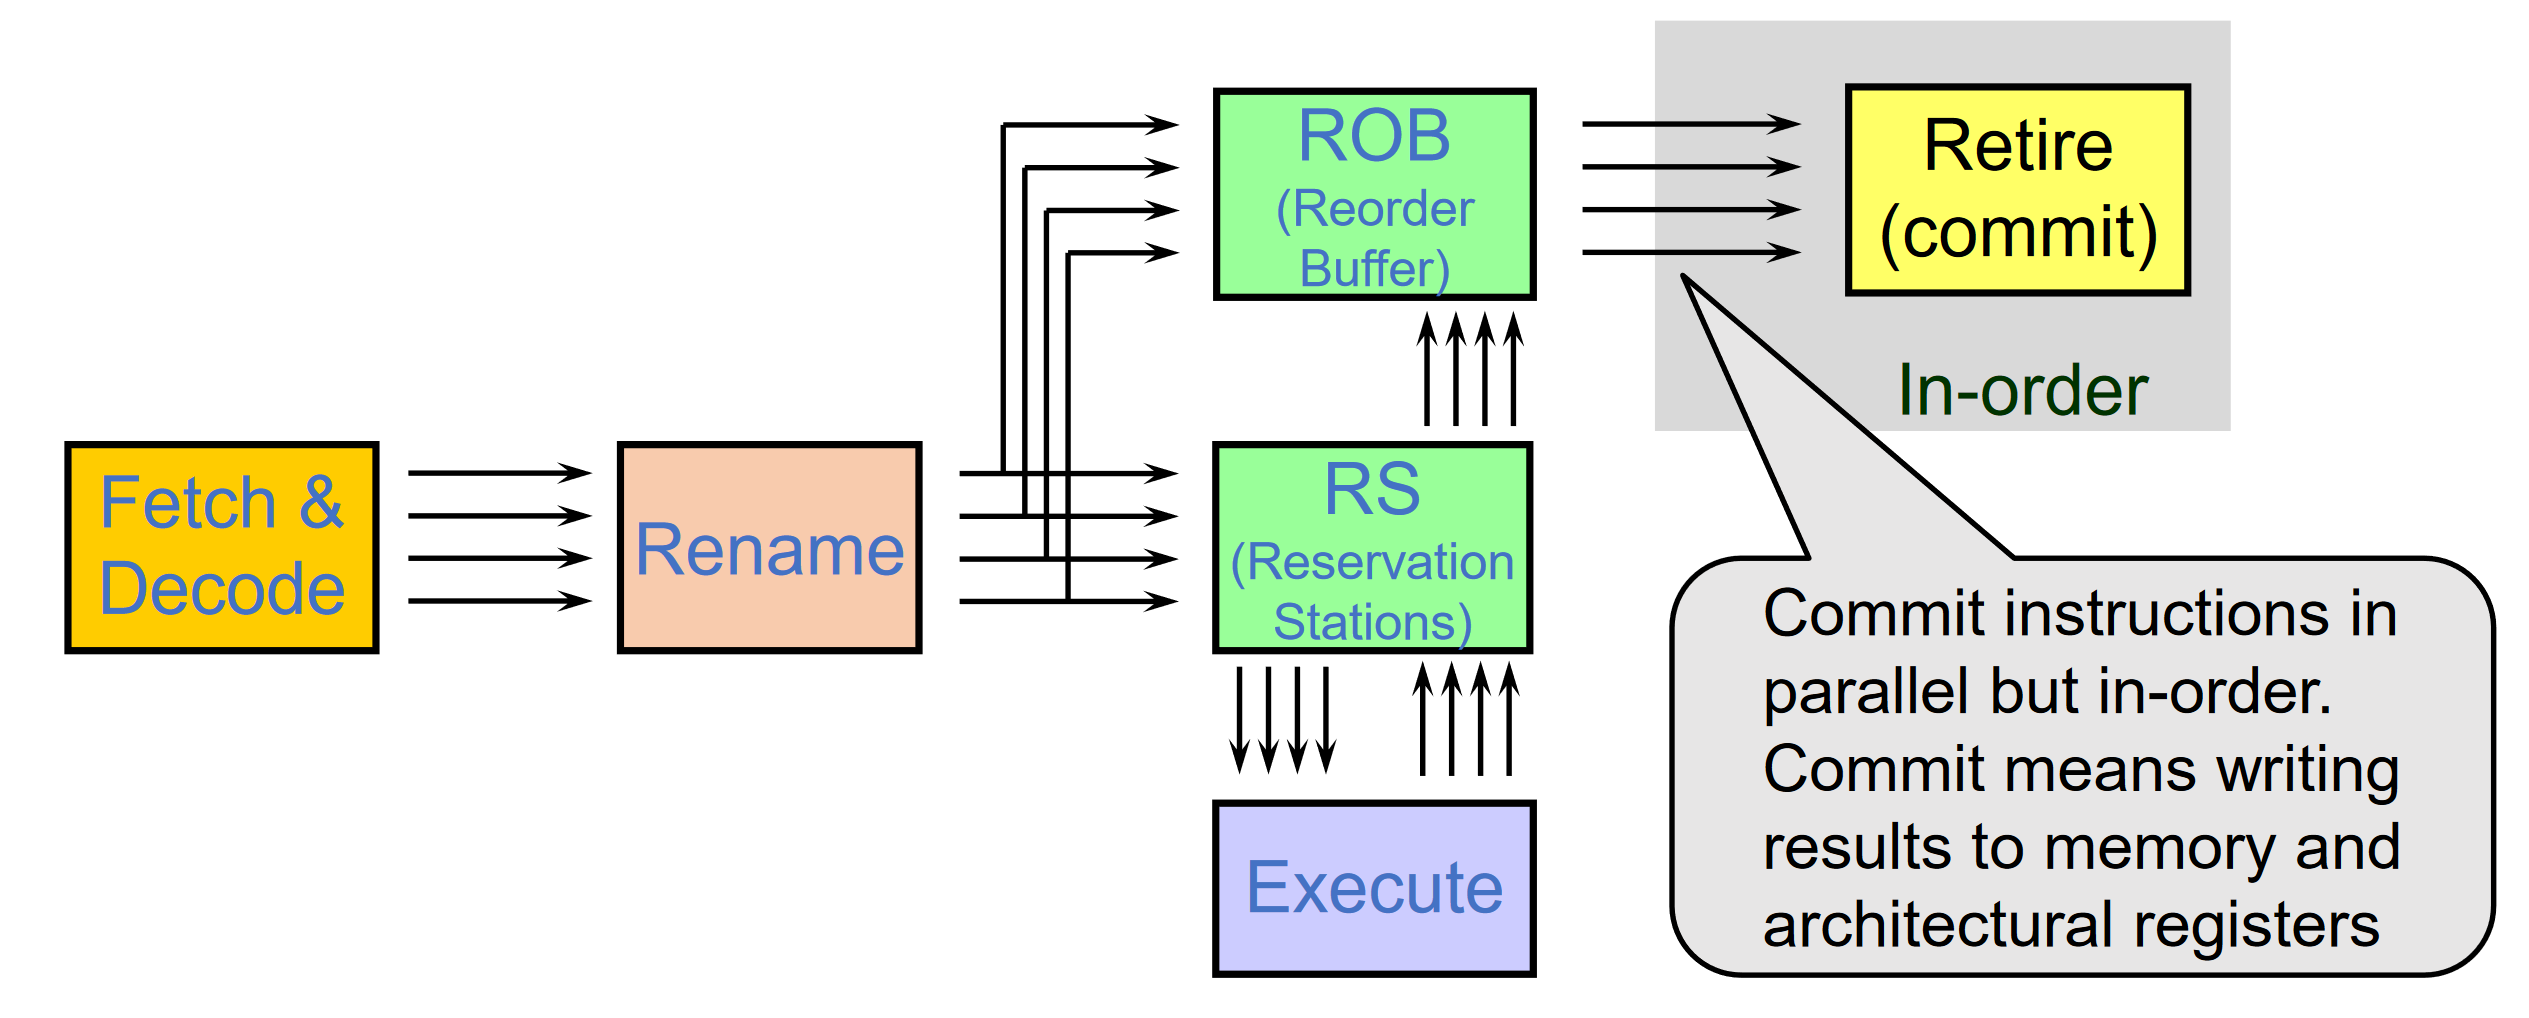 Fetch &
Decode
Rename
ROB
(Reorder
Buffer)
RS
(Reservation
Stations)
Execute
Retire
(commit)
In-order
Commit instructions in
parallel but in-order.
Commit means writing
results to memory and
architectural registers